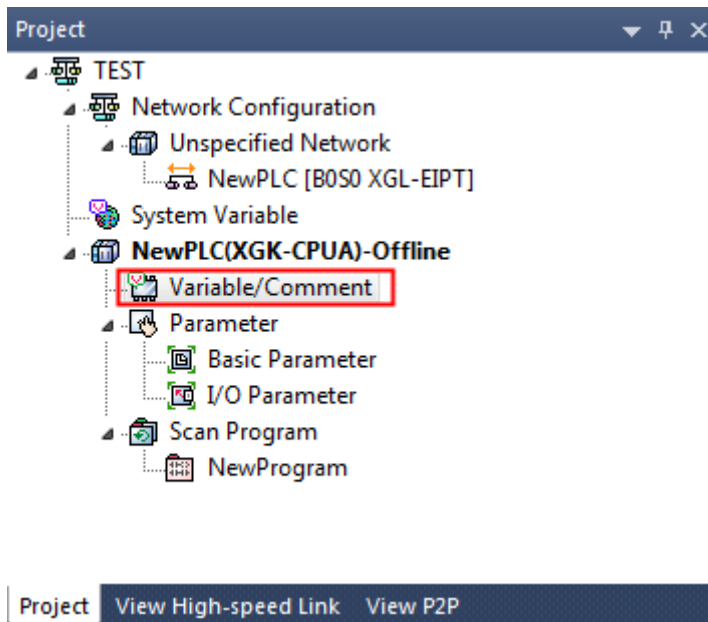 Project
TEST
Network Configuration
Unspecified Network
NewPLC [B0S0 XGL-EIPT]
System Variable
NewPLC(XGK-CPUA)-Offline
Variable/Comment
Parameter
Basic Parameter
I/O Parameter
Scan Program
NewProgram
Project View High-speed Link View P2P